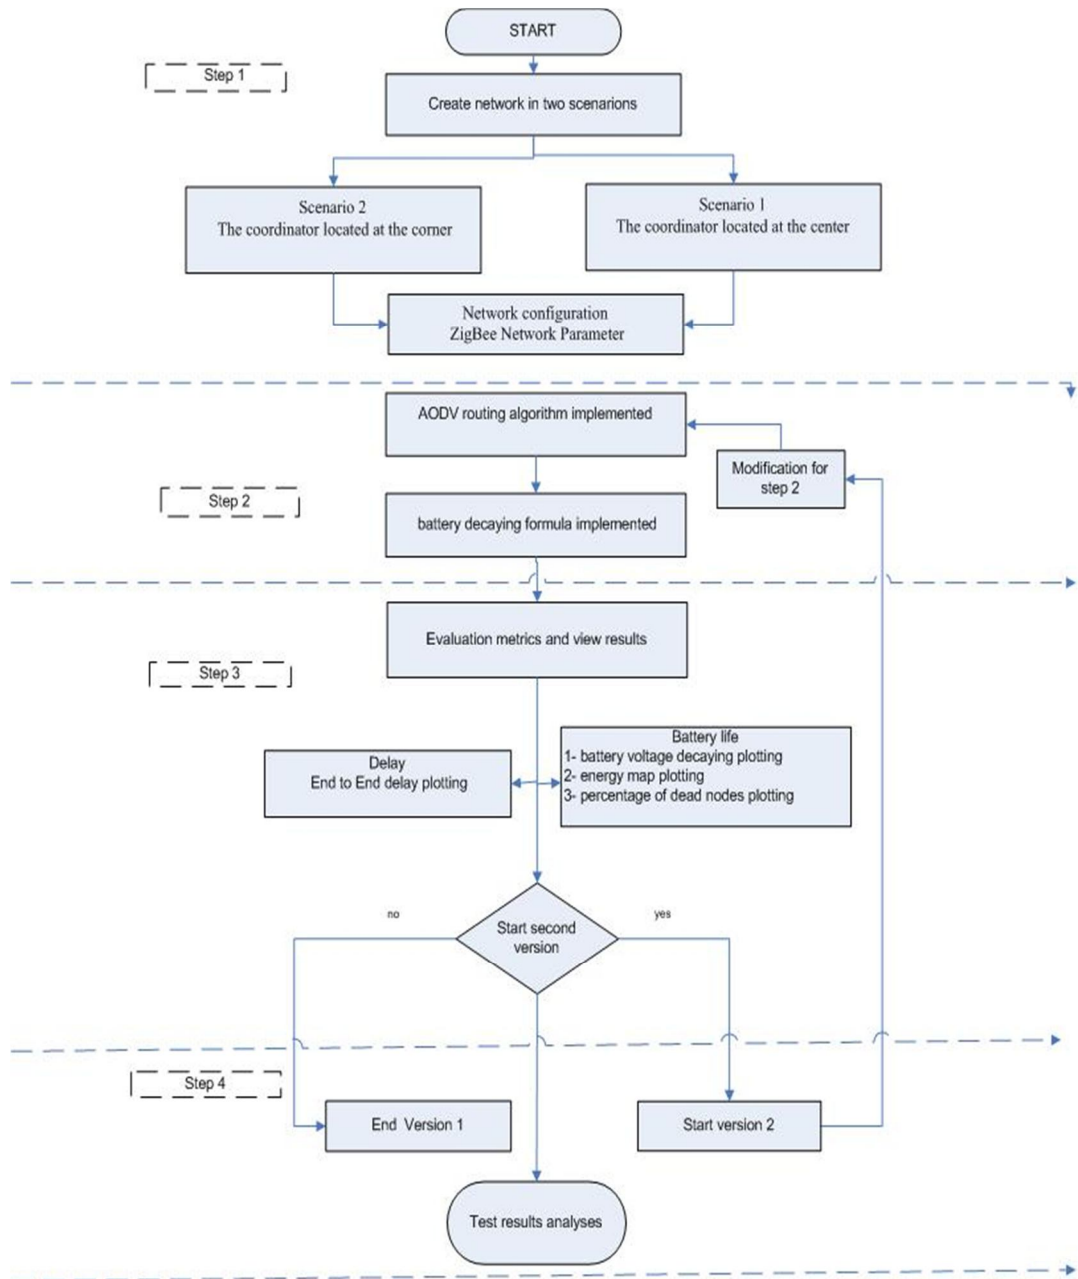 START
Step 1
Create network in two scenarions
Scenario 2
The coordinator located at the corner
Scenario 1
The coordinator located at the center
Network configuration
ZigBee Network Parameter
AODV routing algorithm implemented
Modification for
step 2
Step 2
battery decaying formula implemented
Evaluation metrics and view results
Step 3
Delay
End to End delay plotting
Battery life
1- battery voltage decaying plotting
2- energy map plotting
3- percentage of dead nodes plotting
no
yes
Start second
version
Step 4
End Version 1
Start version 2
Test results analyses